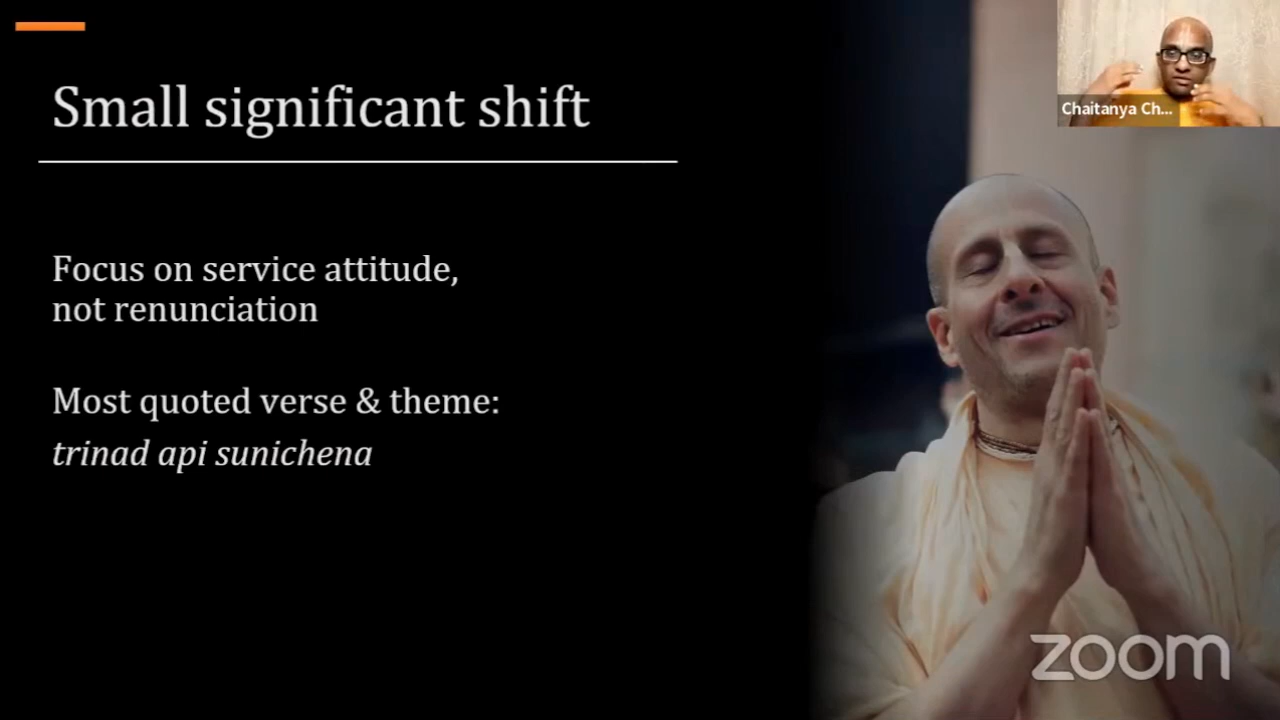 Small significant shift
Focus on service attitude,
not renunciation
Most quoted verse & theme:
trinad api sunichena
Chaitanya Ch...
zoom